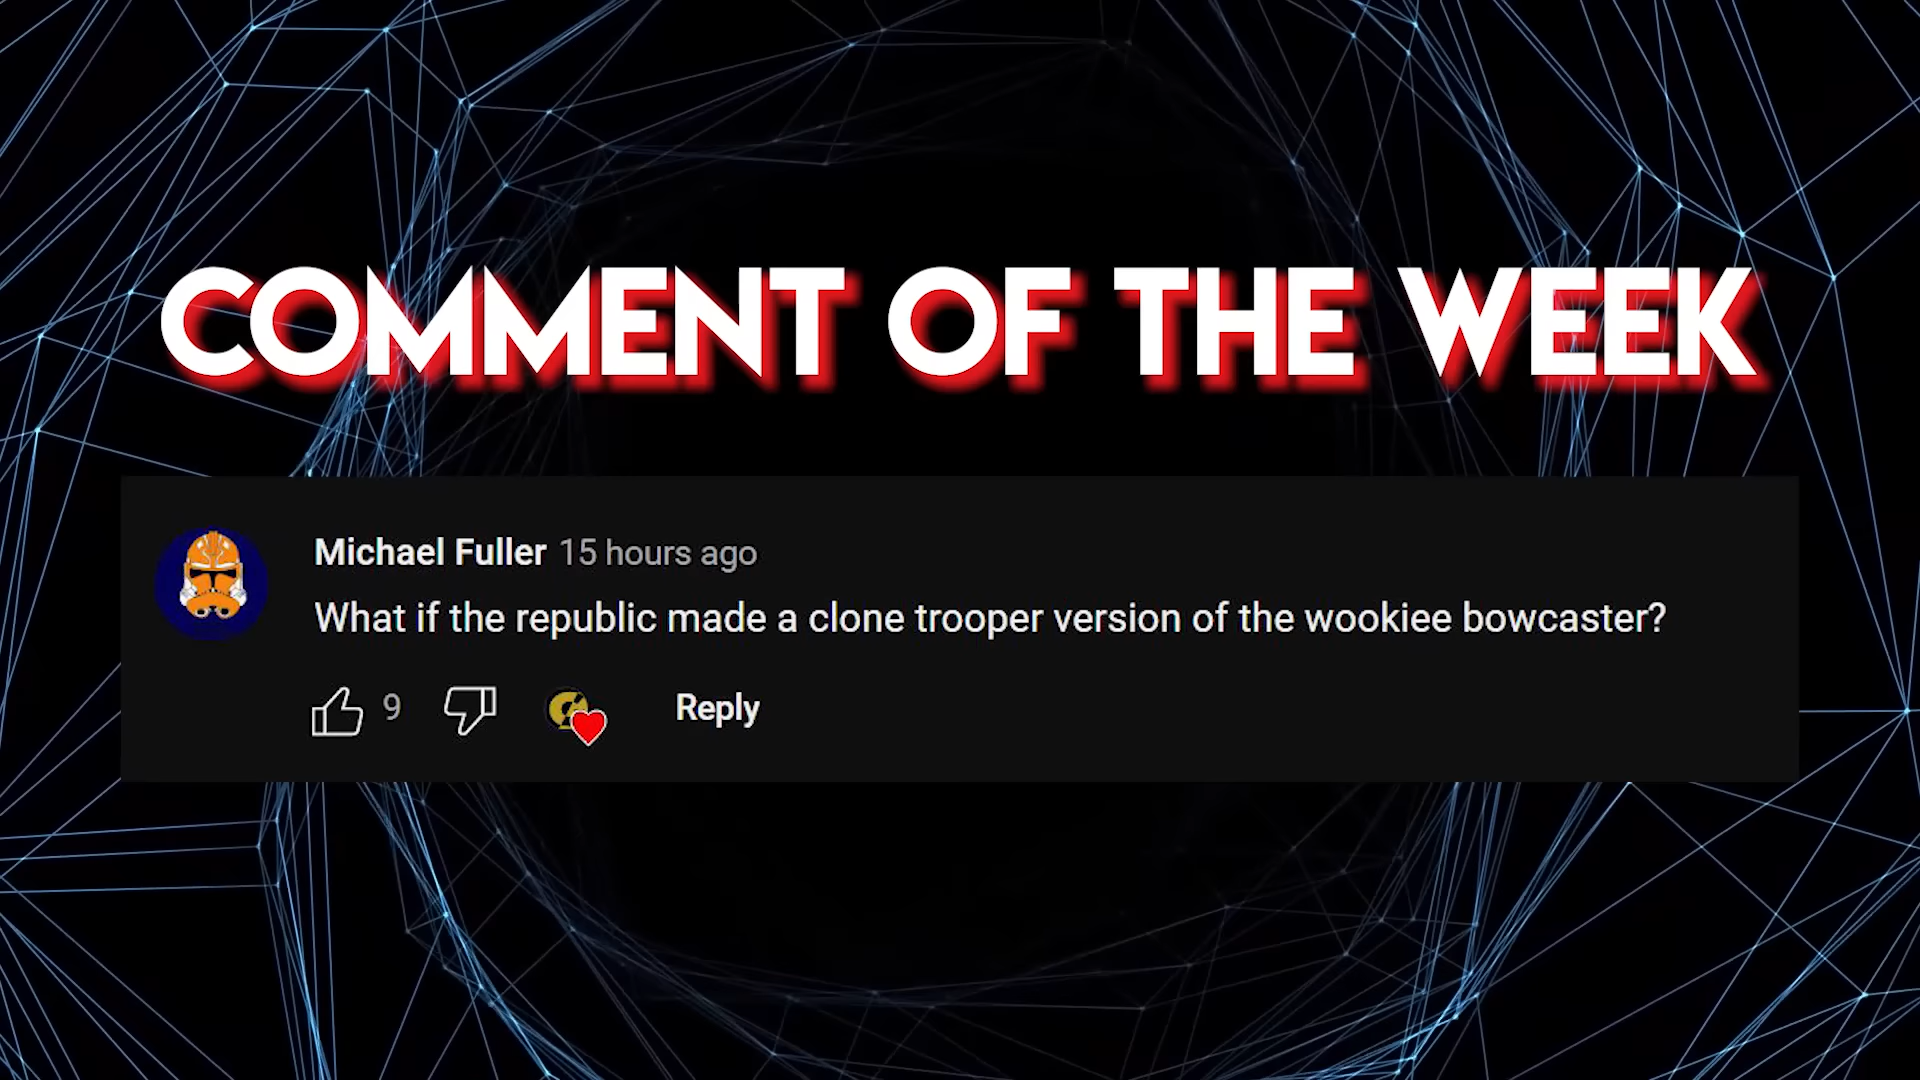 COMMENT OF THE WEEK
Michael Fuller 15 hours ago
What if the republic made a clone trooper version of the wookiee bowcaster?
9 Reply